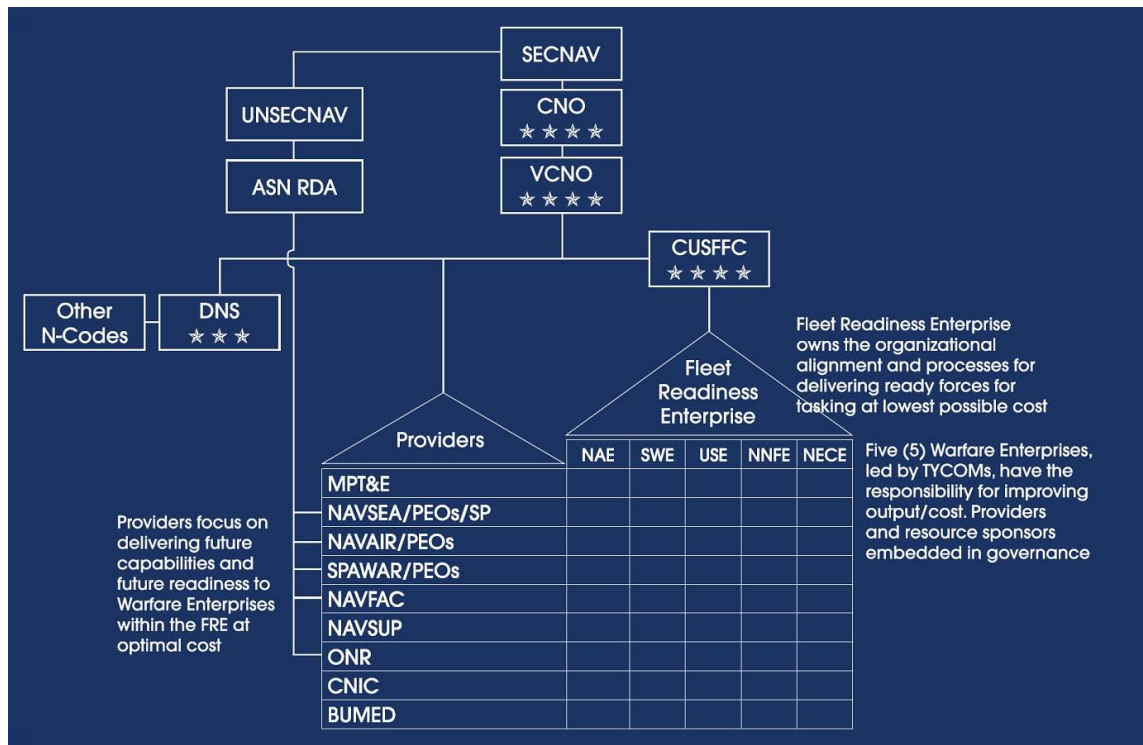 SECNAV
UNSECNAV
CNO
VCNO
ASN RDA
CUSFFC
Other
N-Codes
DNS
Fleet Readiness Enterprise
owns the organizational
alignment and processes for
delivering ready forces for
tasking at lowest possible cost
Fleet
Readiness
Enterprise
Providers
NAE
SWE
USE
NNFE
NECE
Five (5) Warfare Enterprises,
led by TYCOMs, have the
responsibility for improving
output/cost. Providers
and resource sponsors
embedded in governance
MPT&E
NAVSEA/PEOs/SP
NAVAIR/PEOs
SPAWAR/PEOs
NAVFAC
NAVSUP
ONR
CNIC
BUMED
Providers focus on
delivering future
capabilities and
future readiness to
Warfare Enterprises
within the FRE at
optimal cost